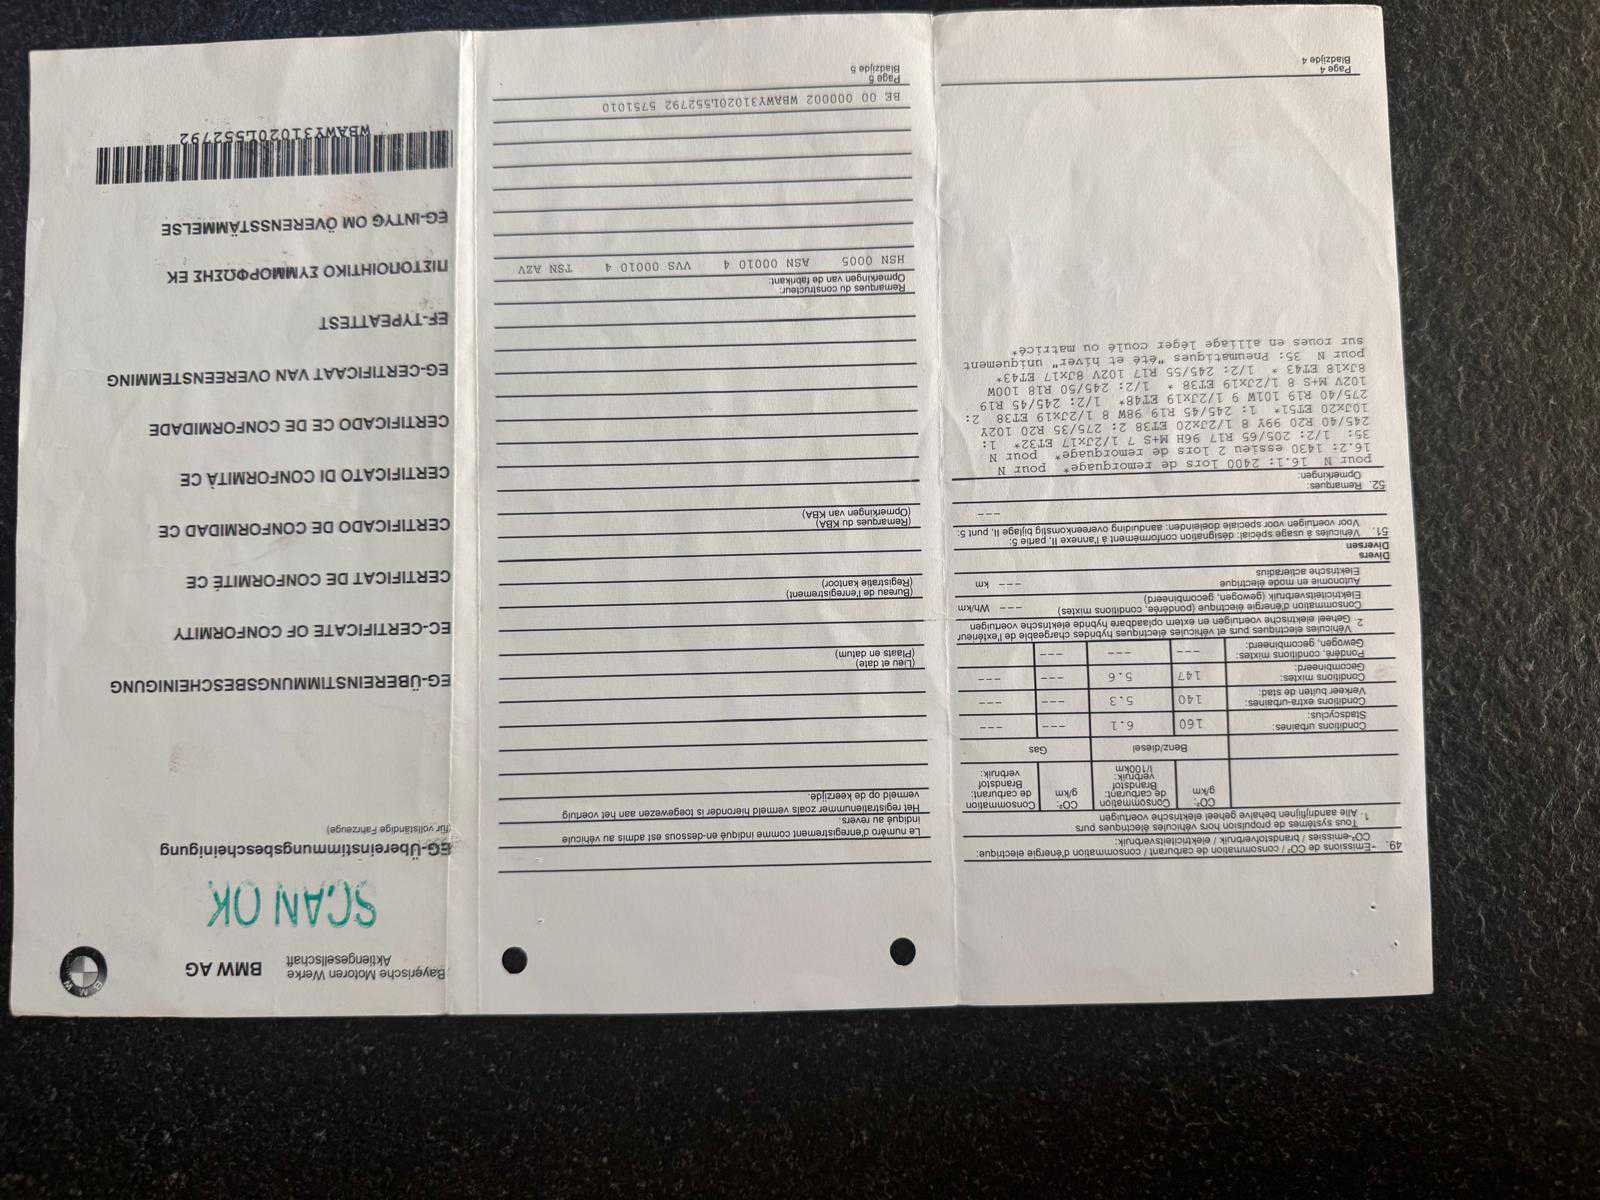 49. -Emissions de CO² / consommation de carburant / consommation d'énergie électrique:
CO²-emissies / brandstofverbruik / elektriciteitsverbruik:
1. Tous systèmes de propulsion hors véhicules électriques purs
Alle aandrijflijnen behalve geheel elektrische voertuigen
CO² g/km
Consommation de carburant: Brandstof verbruik: l/100km
CO² g/km
Consommation de carburant: Brandstof verbruik:
Benz/diesel Gas
Conditions urbaines: 160 6.1 --- ---
Stadscyclus:
Conditions extra-urbaines: 140 5.3 --- ---
Verkeer buiten de stad:
Conditions mixtes: 147 5.6 --- ---
Gecombineerd:
Pondéré, conditions mixtes: --- --- --- ---
Gewogen, gecombineerd:
2. Véhicules électriques purs et véhicules électriques hybrides chargeable de l'extérieur
Geheel elektrische voertuigen en extern oplaadbare hybride elektrische voertuigen
Consommation d'énergie électrique (pondérée, conditions mixtes) --- Wh/km
Elektriciteitsverbruik (gewogen, gecombineerd)
Autonomie en mode électrique --- km
Elektrische actieradius
Divers
Diversen
51. Véhicules à usage spécial: désignation conformément à l'annexe II, partie 5:
Voor voertuigen voor speciale doeleinden: aanduiding overeenkomstig bijlage II, punt 5:
---
52. Remarques:
Opmerkingen:
pour N 16.1: 2400 lors de remorquage* pour N
16.2: 1430 essieu 2 lors de remorquage* pour N
35: 1/2: 205/65 R17 96H M+S 7 1/2Jx17 ET32* 1:
245/40 R20 99Y 8 1/2Jx20 ET38 2: 275/35 R20 102Y
10Jx20 ET51* 1: 245/45 R19 98W 8 1/2Jx19 ET38 2:
275/40 R19 101W 9 1/2Jx19 ET48* 1/2: 245/45 R19
102V M+S 8 1/2Jx19 ET38 * 1/2: 245/50 R18 100W
8Jx18 ET43 * 1/2: 245/55 R17 102V 8Jx17 ET43*
pour N 35: Pneumatiques "été et hiver" uniquement
sur roues en alliage léger coulé ou matricé*
Page 4
Bladzijde 4
Le numéro d'enregistrement comme indiqué en-dessous est admis au véhicule
indiqué au revers.
Het registratienummer zoals vermeld hieronder is toegewezen aan het voertuig
vermeld op de keerzijde.
(Lieu et date)
(Plaats en datum)
(Bureau de l'enregistrement)
(Registratie kantoor)
(Remarques du KBA)
(Opmerkingen van KBA)
Remarques du constructeur:
Opmerkingen van de fabrikant:
HSN 0005 ASN 00010 4 VVS 00010 4 TSN AZV
BE 00 000002 WBAWY31020L552792 5751010
Page 5
Bladzijde 5
Bayerische Motoren Werke
Aktiengesellschaft
BMW AG
BMW
SCAN OK
EG-Übereinstimmungsbescheinigung
(für vollständige Fahrzeuge)
EG-ÜBEREINSTIMMUNGSBESCHEINIGUNG
EC-CERTIFICATE OF CONFORMITY
CERTIFICAT DE CONFORMITÉ CE
CERTIFICADO DE CONFORMIDAD CE
CERTIFICATO DI CONFORMITÀ CE
CERTIFICADO CE DE CONFORMIDADE
EG-CERTIFICAAT VAN OVEREENSTEMMING
EF-TYPEATTEST
ΠΙΣΤΟΠΟΙΗΤΙΚΟ ΣΥΜΜΟΡΦΩΣΗΣ ΕΚ
EG-INTYG OM ÖVERENSSTÄMMELSE
WBAWY31020L552792